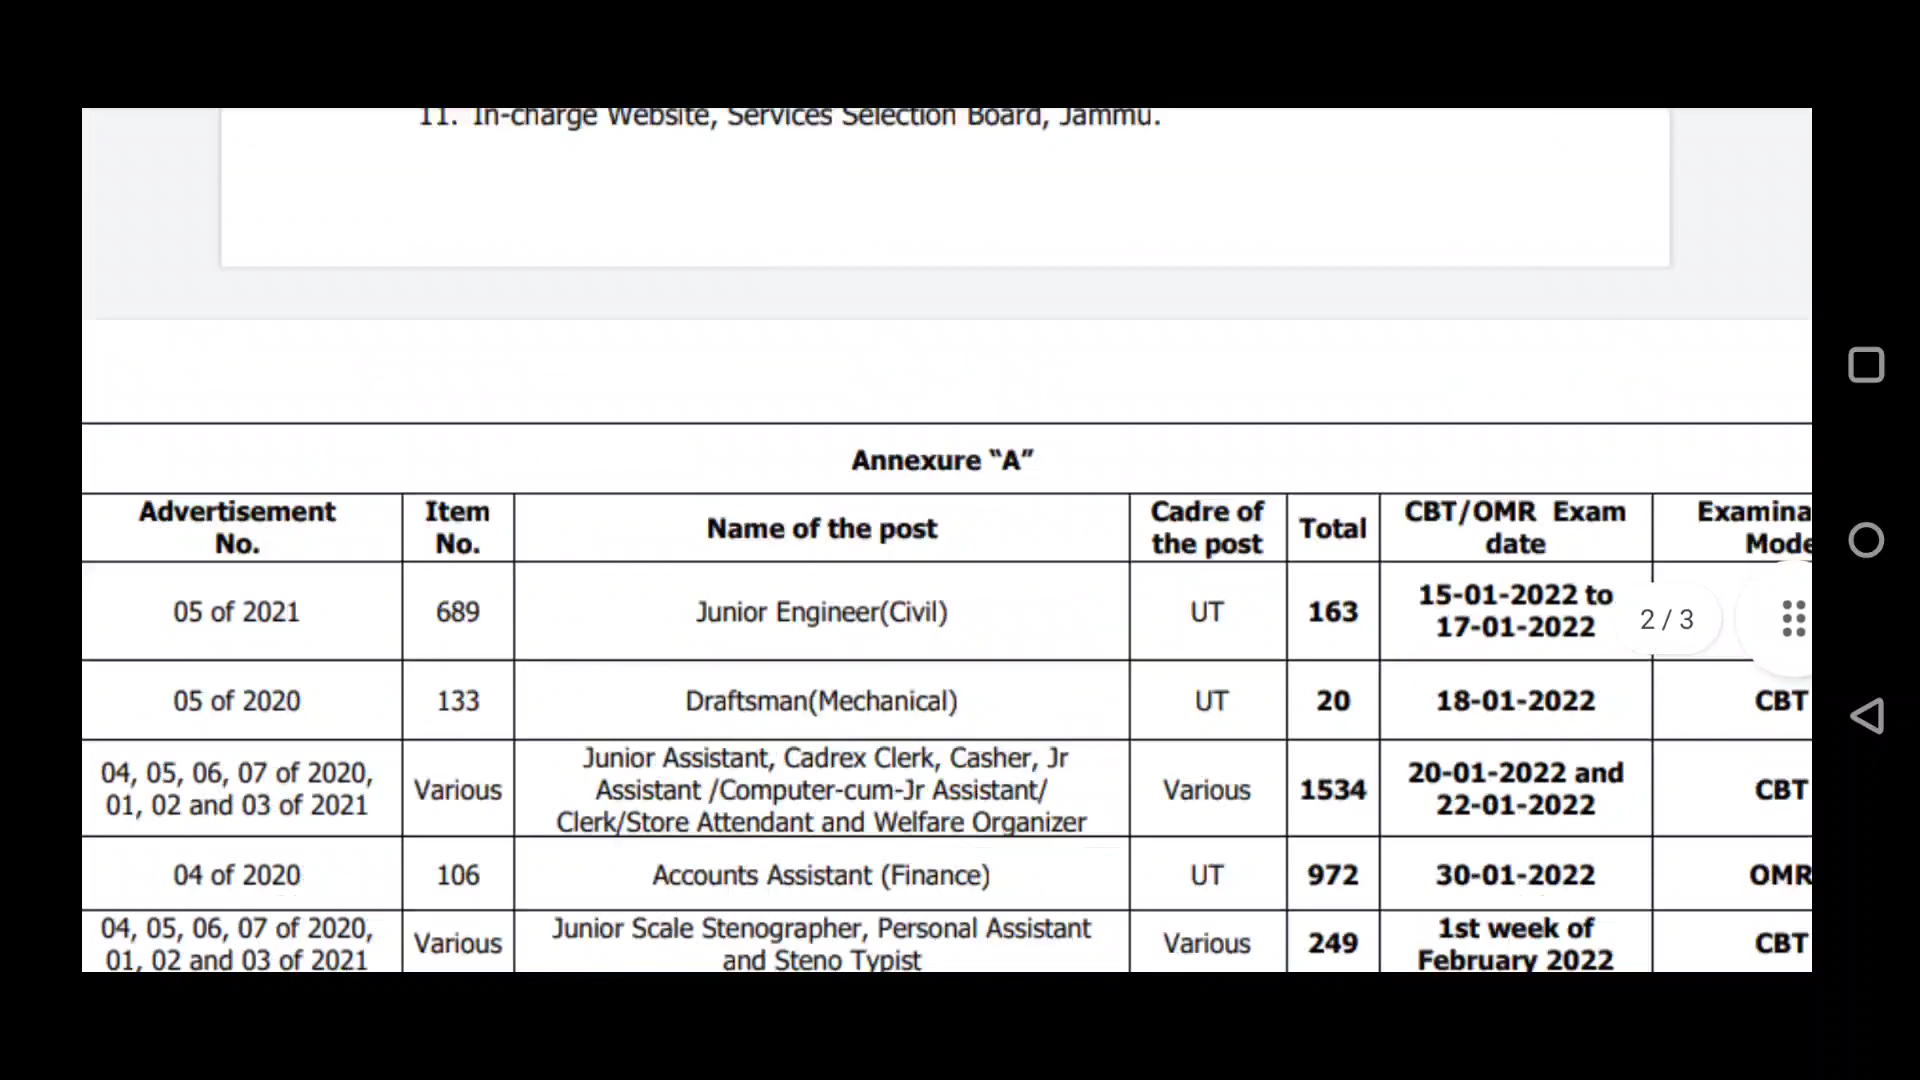 11. In-charge Website, Services Selection Board, Jammu.
Annexure “A”
Advertisement
No.
Item
No.
Name of the post
Cadre of
the post
Total
CBT/OMR Exam
date
Examina
Mode
05 of 2021
689
Junior Engineer(Civil)
UT
163
15-01-2022 to
17-01-2022
2 / 3
05 of 2020
133
Draftsman(Mechanical)
UT
20
18-01-2022
CBT
04, 05, 06, 07 of 2020,
01, 02 and 03 of 2021
Various
Junior Assistant, Cadrex Clerk, Casher, Jr
Assistant /Computer-cum-Jr Assistant/
Clerk/Store Attendant and Welfare Organizer
Various
1534
20-01-2022 and
22-01-2022
CBT
04 of 2020
106
Accounts Assistant (Finance)
UT
972
30-01-2022
OMR
04, 05, 06, 07 of 2020,
01, 02 and 03 of 2021
Various
Junior Scale Stenographer, Personal Assistant
and Steno Typist
Various
249
1st week of
February 2022
CBT